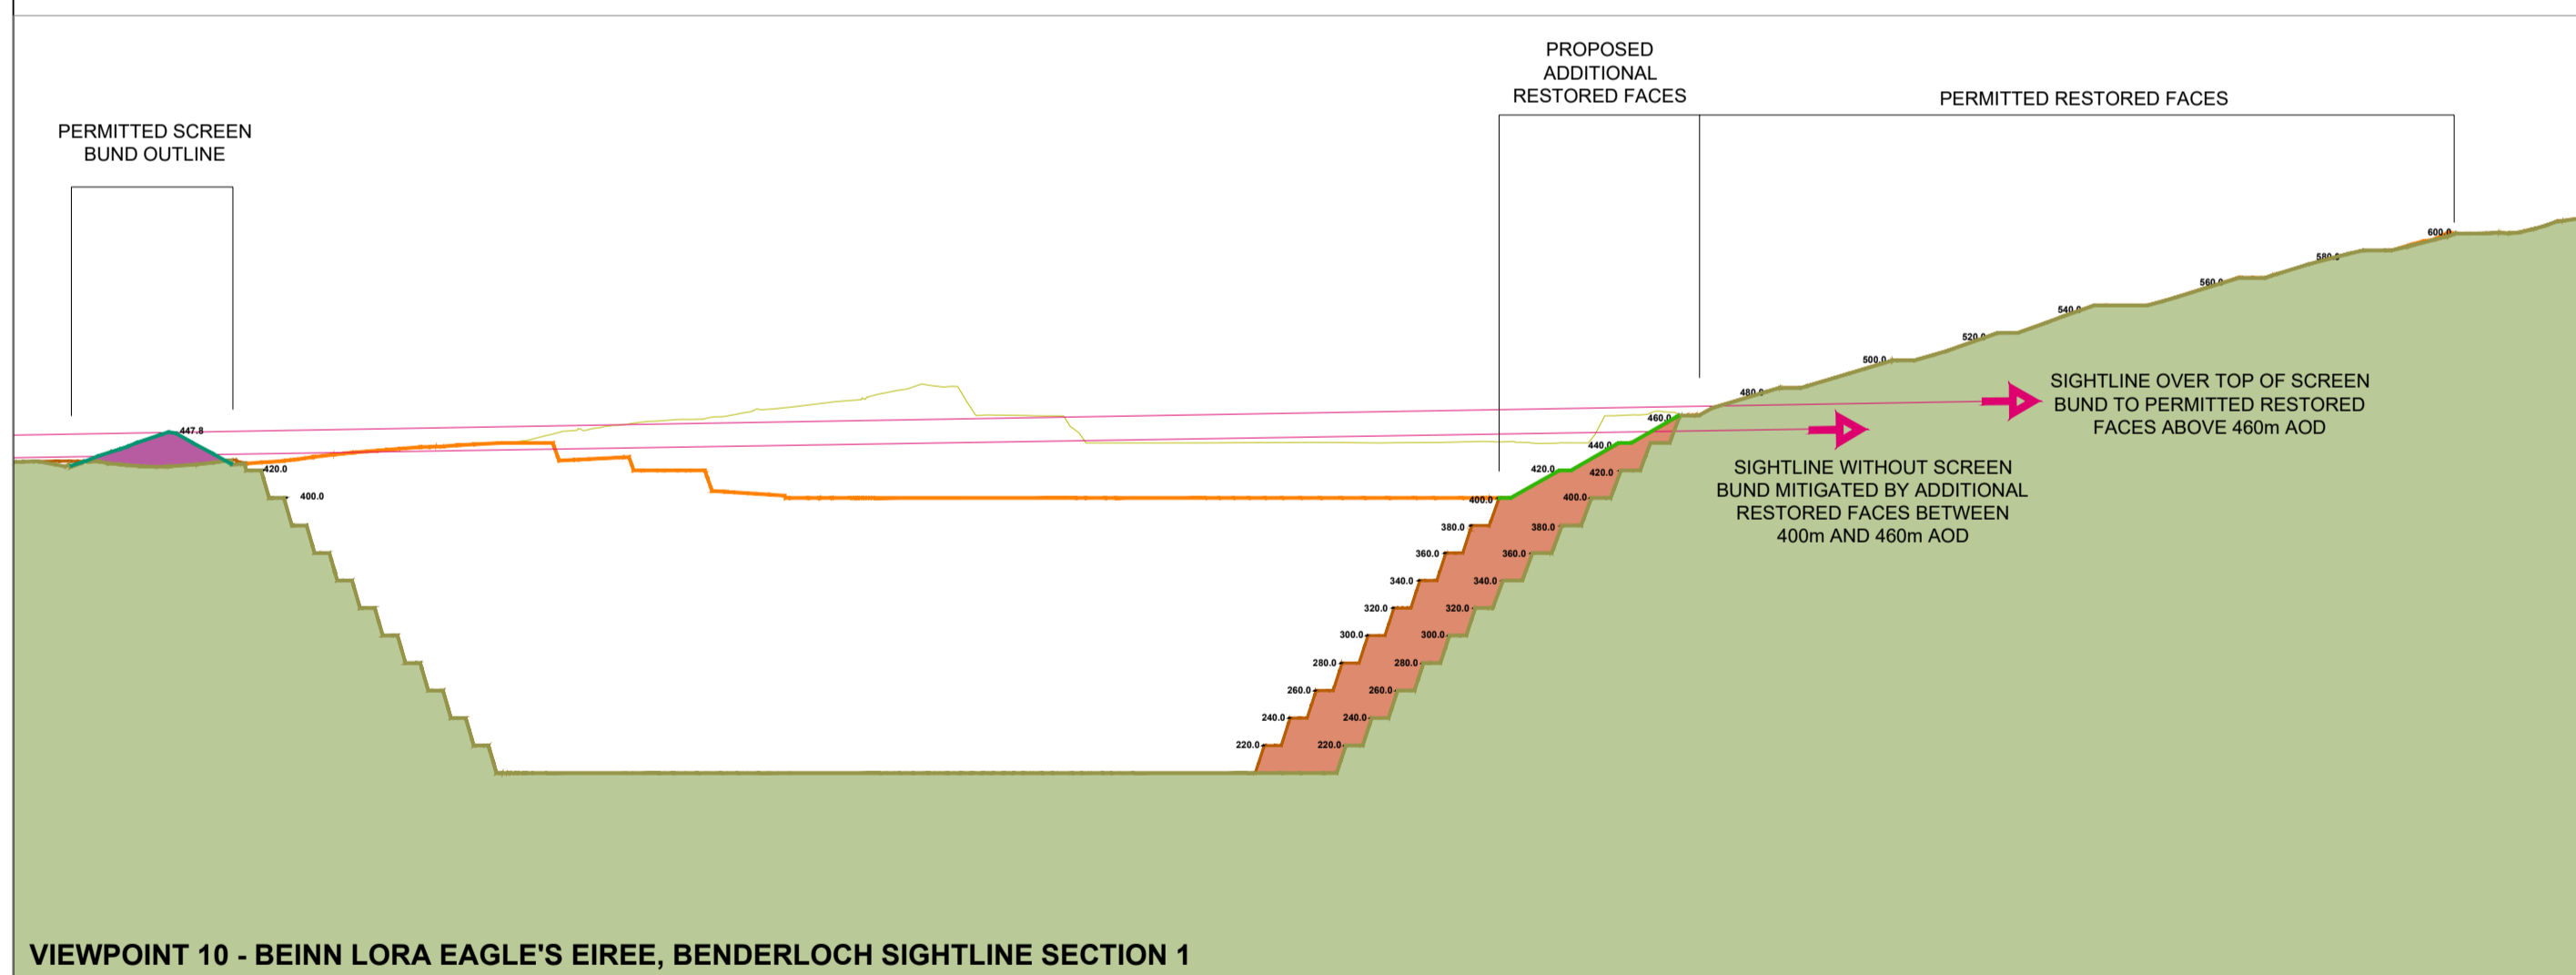 PROPOSED
ADDITIONAL
RESTORED FACES
PERMITTED RESTORED FACES
PERMITTED SCREEN
BUND OUTLINE
600.0
580.0
560.0
540.0
520.0
500.0
480.0
460.0
440.0
420.0
420.0
400.0
400.0
447.8
420.0
400.0
SIGHTLINE OVER TOP OF SCREEN
BUND TO PERMITTED RESTORED
FACES ABOVE 460m AOD
SIGHTLINE WITHOUT SCREEN
BUND MITIGATED BY ADDITIONAL
RESTORED FACES BETWEEN
400m AND 460m AOD
380.0 380.0
360.0 360.0
340.0 340.0
320.0 320.0
300.0 300.0
280.0 280.0
260.0 260.0
240.0 240.0
220.0 220.0
VIEWPOINT 10 - BEINN LORA EAGLE'S EIREE, BENDERLOCH SIGHTLINE SECTION 1